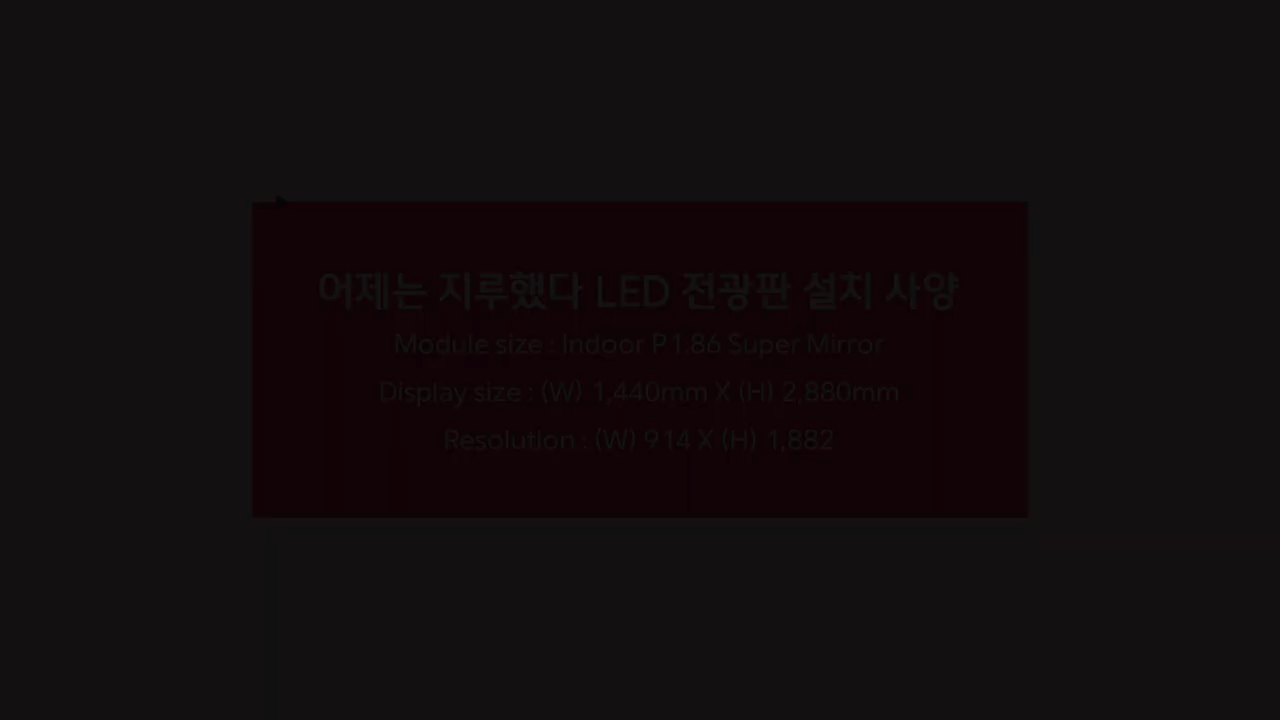 어제는 지루했다 LED 전광판 설치 사양
Module size : Indoor P1.86 Super Mirror
Display size : (W) 1,440mm X (H) 2,880mm
Resolution : (W) 914 X (H) 1,882